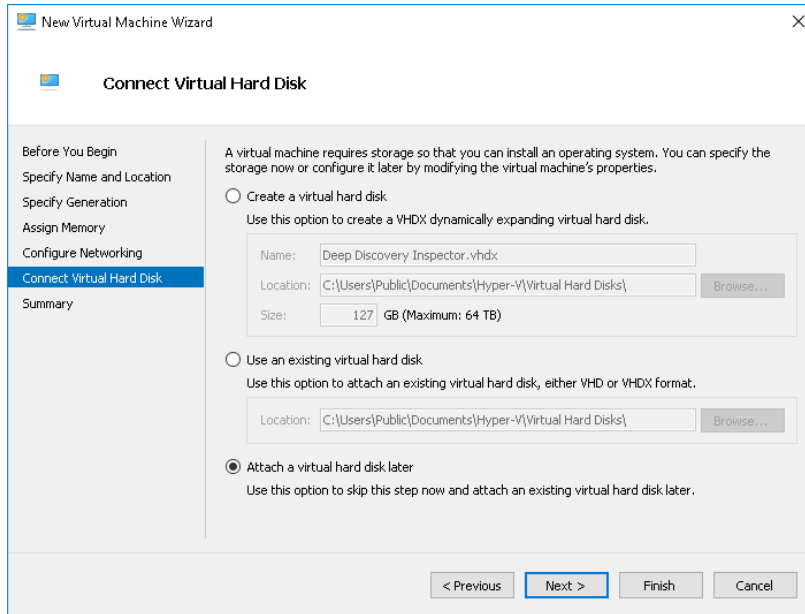 New Virtual Machine Wizard
Connect Virtual Hard Disk
Before You Begin
Specify Name and Location
Specify Generation
Assign Memory
Configure Networking
Connect Virtual Hard Disk
Summary
A virtual machine requires storage so that you can install an operating system. You can specify the
storage now or configure it later by modifying the virtual machine's properties.
Create a virtual hard disk
Use this option to create a VHDX dynamically expanding virtual hard disk.
Name: Deep Discovery Inspector.vhdx
Location: C:\Users\Public\Documents\Hyper-V\Virtual Hard Disks\ Browse...
Size: 127 GB (Maximum: 64 TB)
Use an existing virtual hard disk
Use this option to attach an existing virtual hard disk, either VHD or VHDX format.
Location: C:\Users\Public\Documents\Hyper-V\Virtual Hard Disks\ Browse...
Attach a virtual hard disk later
Use this option to skip this step now and attach an existing virtual hard disk later.
< Previous Next > Finish Cancel